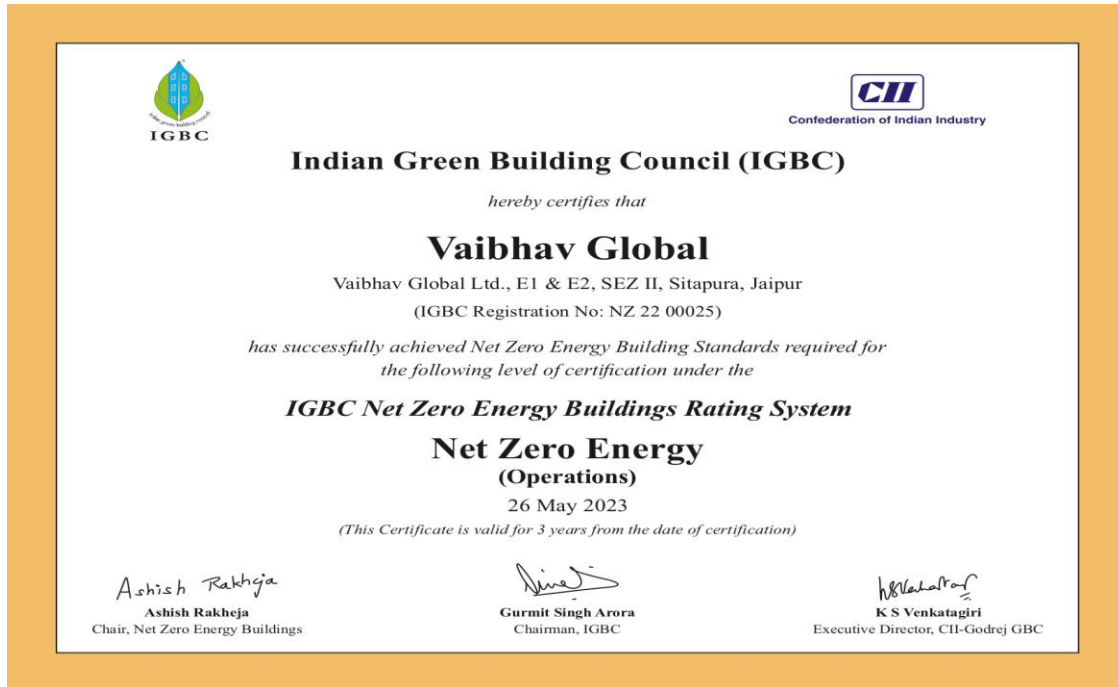 IGBC
CII
Confederation of Indian Industry
Indian Green Building Council (IGBC)
hereby certifies that
Vaibhav Global
Vaibhav Global Ltd., E1 & E2, SEZ II, Sitapura, Jaipur
(IGBC Registration No: NZ 22 00025)
has successfully achieved Net Zero Energy Building Standards required for
the following level of certification under the
IGBC Net Zero Energy Buildings Rating System
Net Zero Energy
(Operations)
26 May 2023
(This Certificate is valid for 3 years from the date of certification)
Ashish Rakheja
Ashish Rakheja
Chair, Net Zero Energy Buildings
Gurmit Singh Arora
Chairman, IGBC
K S Venkatagiri
Executive Director, CII-Godrej GBC